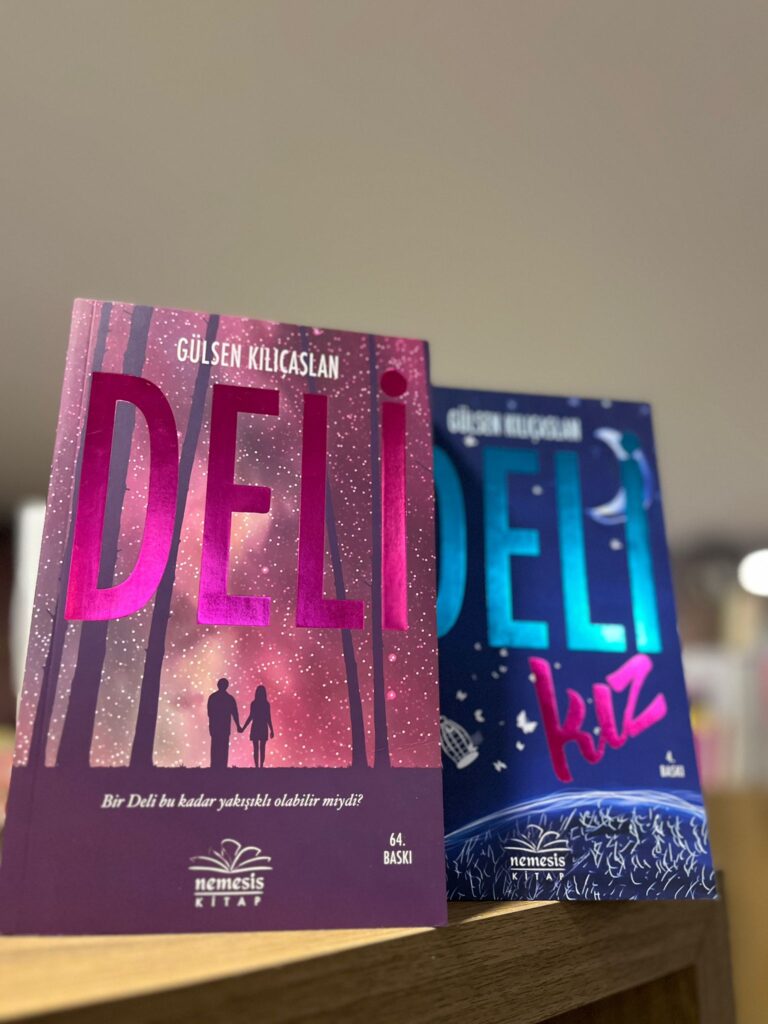 GÜLSEN KILIÇASLAN
DELİ
Bir Deli bu kadar yakışıklı olabilir miydi?
64.
BASKI
nemesis
KİTAP
GÜLSEN KILIÇASLAN
DELİ
kız
4.
BASKI
nemesis
KİTAP